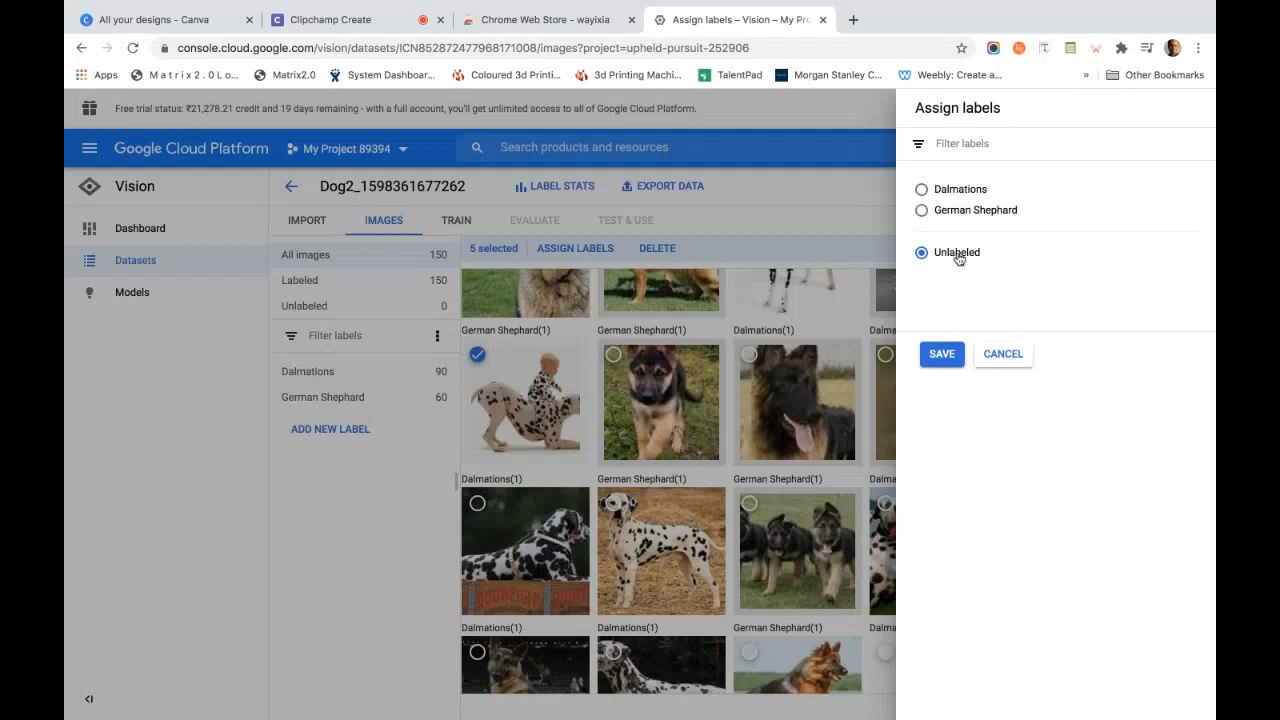 All your designs - Canva
Clipchamp Create
Chrome Web Store - wayixia
Assign labels – Vision – My Pro
console.cloud.google.com/vision/datasets/ICN852872477968171008/images?project=upheld-pursuit-252906
Apps
M a t r i x 2 . 0 L o...
Matrix2.0
System Dashboar...
Coloured 3d Printi...
3d Printing Machi...
TalentPad
Morgan Stanley C...
Weebly: Create a...
»
Other Bookmarks
Free trial status: ₹21,278.21 credit and 19 days remaining - with a full account, you'll get unlimited access to all of Google Cloud Platform.
Google Cloud Platform
My Project 89394
Search products and resources
Vision
Dashboard
Datasets
Models
Dog2_1598361677262
LABEL STATS
EXPORT DATA
IMPORT
IMAGES
TRAIN
EVALUATE
TEST & USE
All images 150
Labeled 150
Unlabeled 0
Filter labels
Dalmations 90
German Shephard 60
ADD NEW LABEL
5 selected
ASSIGN LABELS
DELETE
German Shephard(1)
German Shephard(1)
Dalmations(1)
Dalma
Dalmations(1)
German Shephard(1)
German Shephard(1)
Dalma
BUDWEISER
Dalmations(1)
Dalmations(1)
German Shephard(1)
Dalma
Assign labels
Filter labels
Dalmations
German Shephard
Unlabeled
SAVE
CANCEL